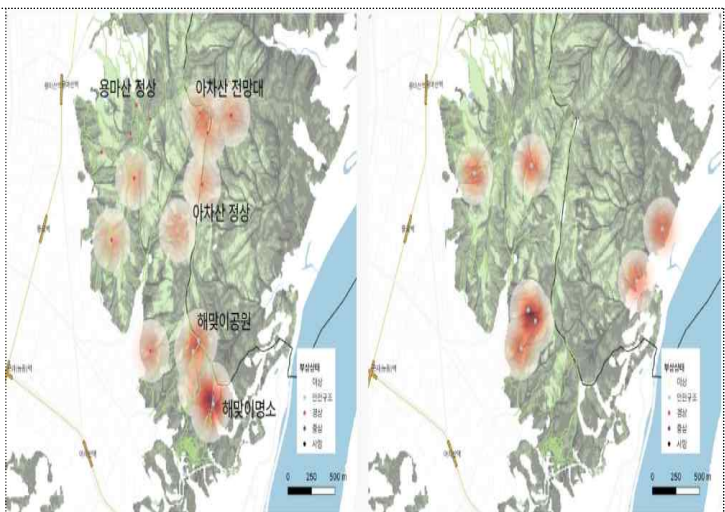 용마산 정상
아차산 전망대
아차산 정상
해맞이공원
해맞이명소
부상상태
미상
안전구조
경상
중상
사망
0 250 500 m
부상상태
미상
안전구조
경상
중상
사망
0 250 500 m